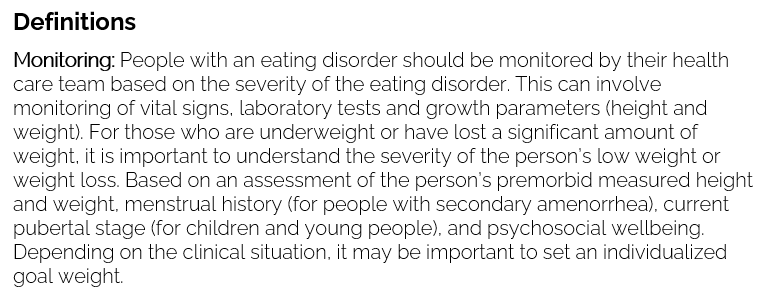 Definitions
Monitoring: People with an eating disorder should be monitored by their health
care team based on the severity of the eating disorder. This can involve
monitoring of vital signs, laboratory tests and growth parameters (height and
weight). For those who are underweight or have lost a significant amount of
weight, it is important to understand the severity of the person's low weight or
weight loss. Based on an assessment of the person's premorbid measured height
and weight, menstrual history (for people with secondary amenorrhea), current
pubertal stage (for children and young people), and psychosocial wellbeing.
Depending on the clinical situation, it may be important to set an individualized
goal weight.